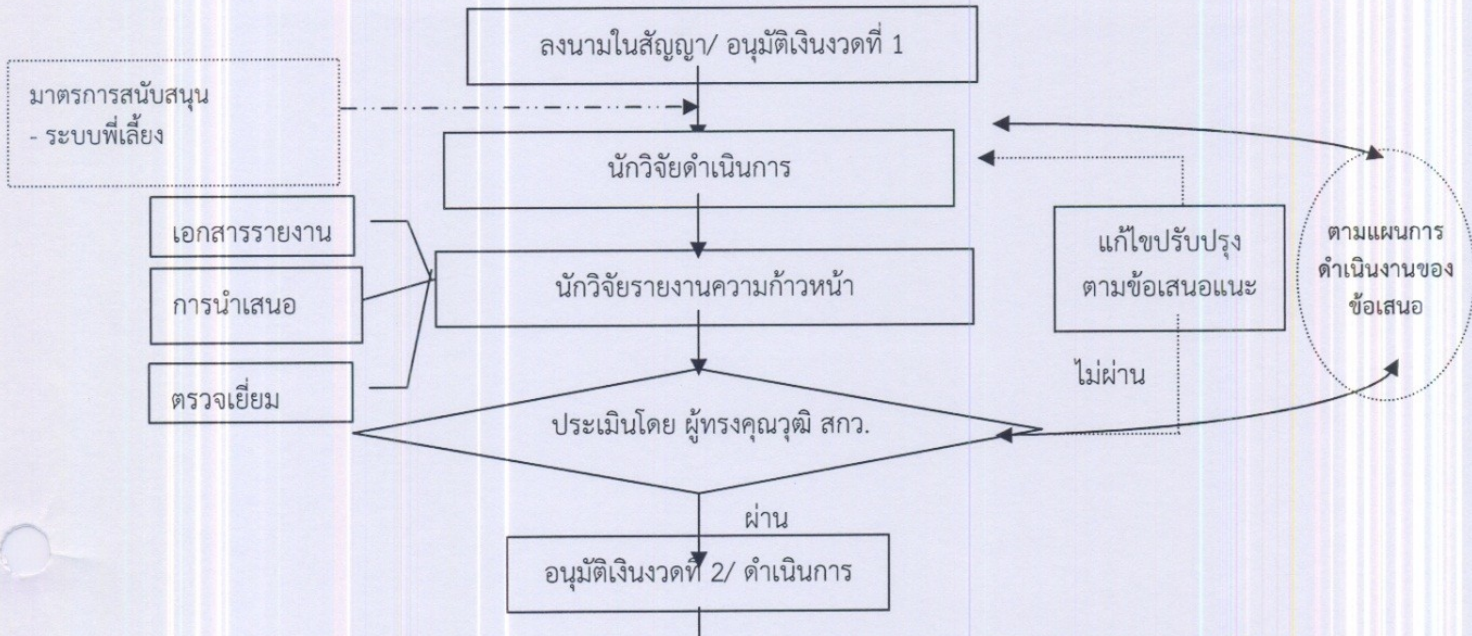 ลงนามในสัญญา/ อนุมัติเงินงวดที่ 1
มาตรการสนับสนุน
- ระบบพี่เลี้ยง
นักวิจัยดำเนินการ
เอกสารรายงาน
การนำเสนอ
ตรวจเยี่ยม
นักวิจัยรายงานความก้าวหน้า
แก้ไขปรับปรุง
ตามข้อเสนอแนะ
ตามแผนการ
ดำเนินงานของ
ข้อเสนอ
ไม่ผ่าน
ประเมินโดย ผู้ทรงคุณวุฒิ สกว.
ผ่าน
อนุมัติเงินงวดที่ 2/ ดำเนินการ